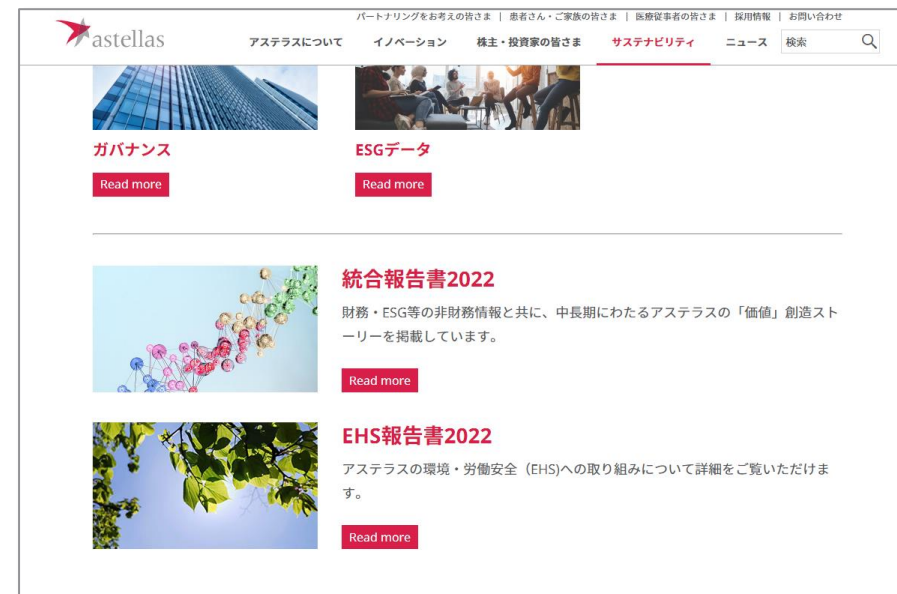 パートナリングをお考えの皆さま | 患者さん・ご家族の皆さま | 医療従事者の皆さま | 採用情報 | お問い合わせ
astellas
アステラスについて イノベーション 株主・投資家の皆さま サステナビリティ ニュース 検索
ガバナンス
Read more
ESGデータ
Read more
統合報告書2022
財務・ESG等の非財務情報と共に、中長期にわたるアステラスの「価値」創造スト
ーリーを掲載しています。
Read more
EHS報告書2022
アステラスの環境・労働安全（EHS)への取り組みについて詳細をご覧いただけま
す。
Read more